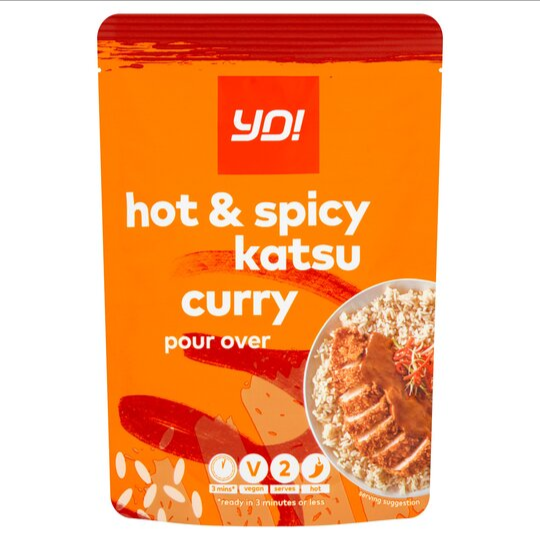 YO!
hot & spicy
katsu
curry
pour over
V 2
3 mins* vegan serves hot
*ready in 3 minutes or less
serving suggestion